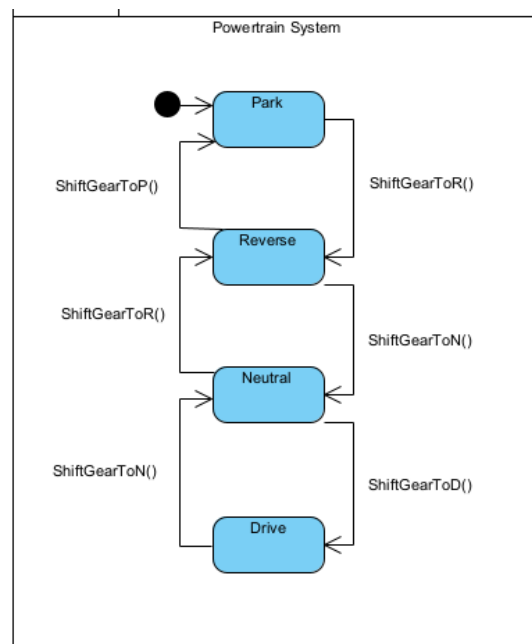 Powertrain System
Park
ShiftGearToP()
ShiftGearToR()
Reverse
ShiftGearToR()
ShiftGearToN()
Neutral
ShiftGearToN()
ShiftGearToD()
Drive